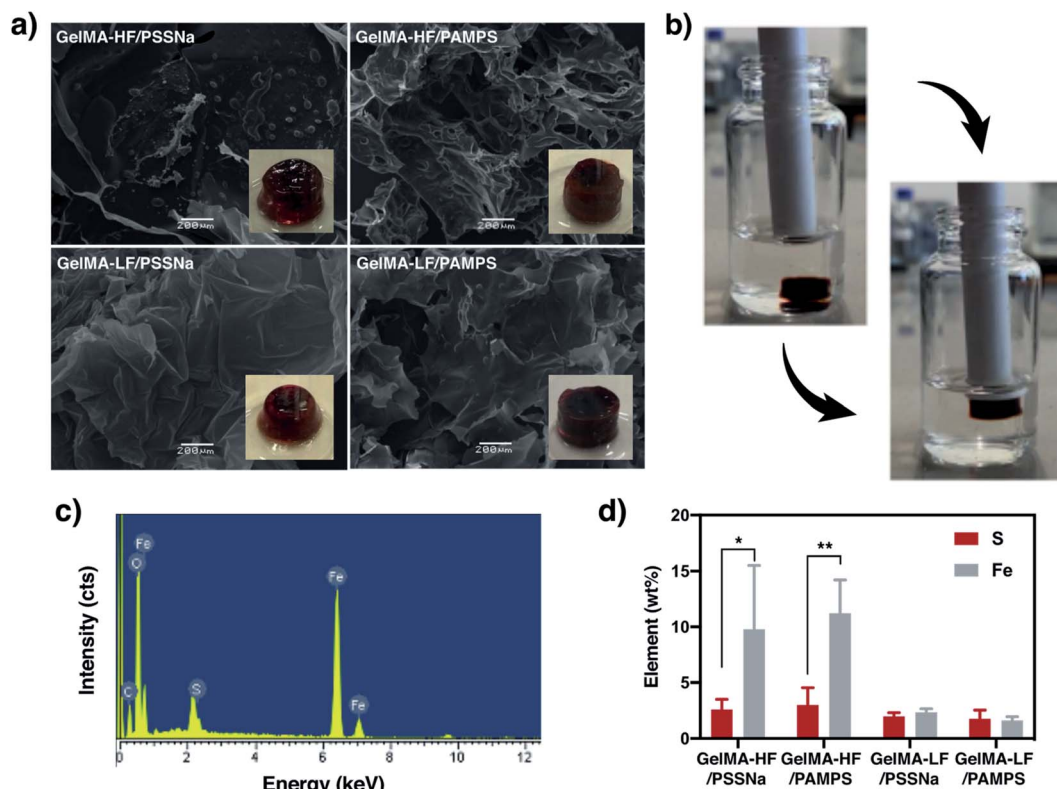 a)
GelMA-HF/PSSNa
GelMA-HF/PAMPS
200µm
200µm
GelMA-LF/PSSNa
GelMA-LF/PAMPS
200µm
200µm
b)
c)
Intensity (cts)
Fe
O
C
S
Fe
Fe
0 2 4 6 8 10 12
Energy (keV)
d)
Element (wt%)
20
15
10
5
0
* **
S
Fe
GelMA-HF
/PSSNa
GelMA-HF
/PAMPS
GelMA-LF
/PSSNa
GelMA-LF
/PAMPS